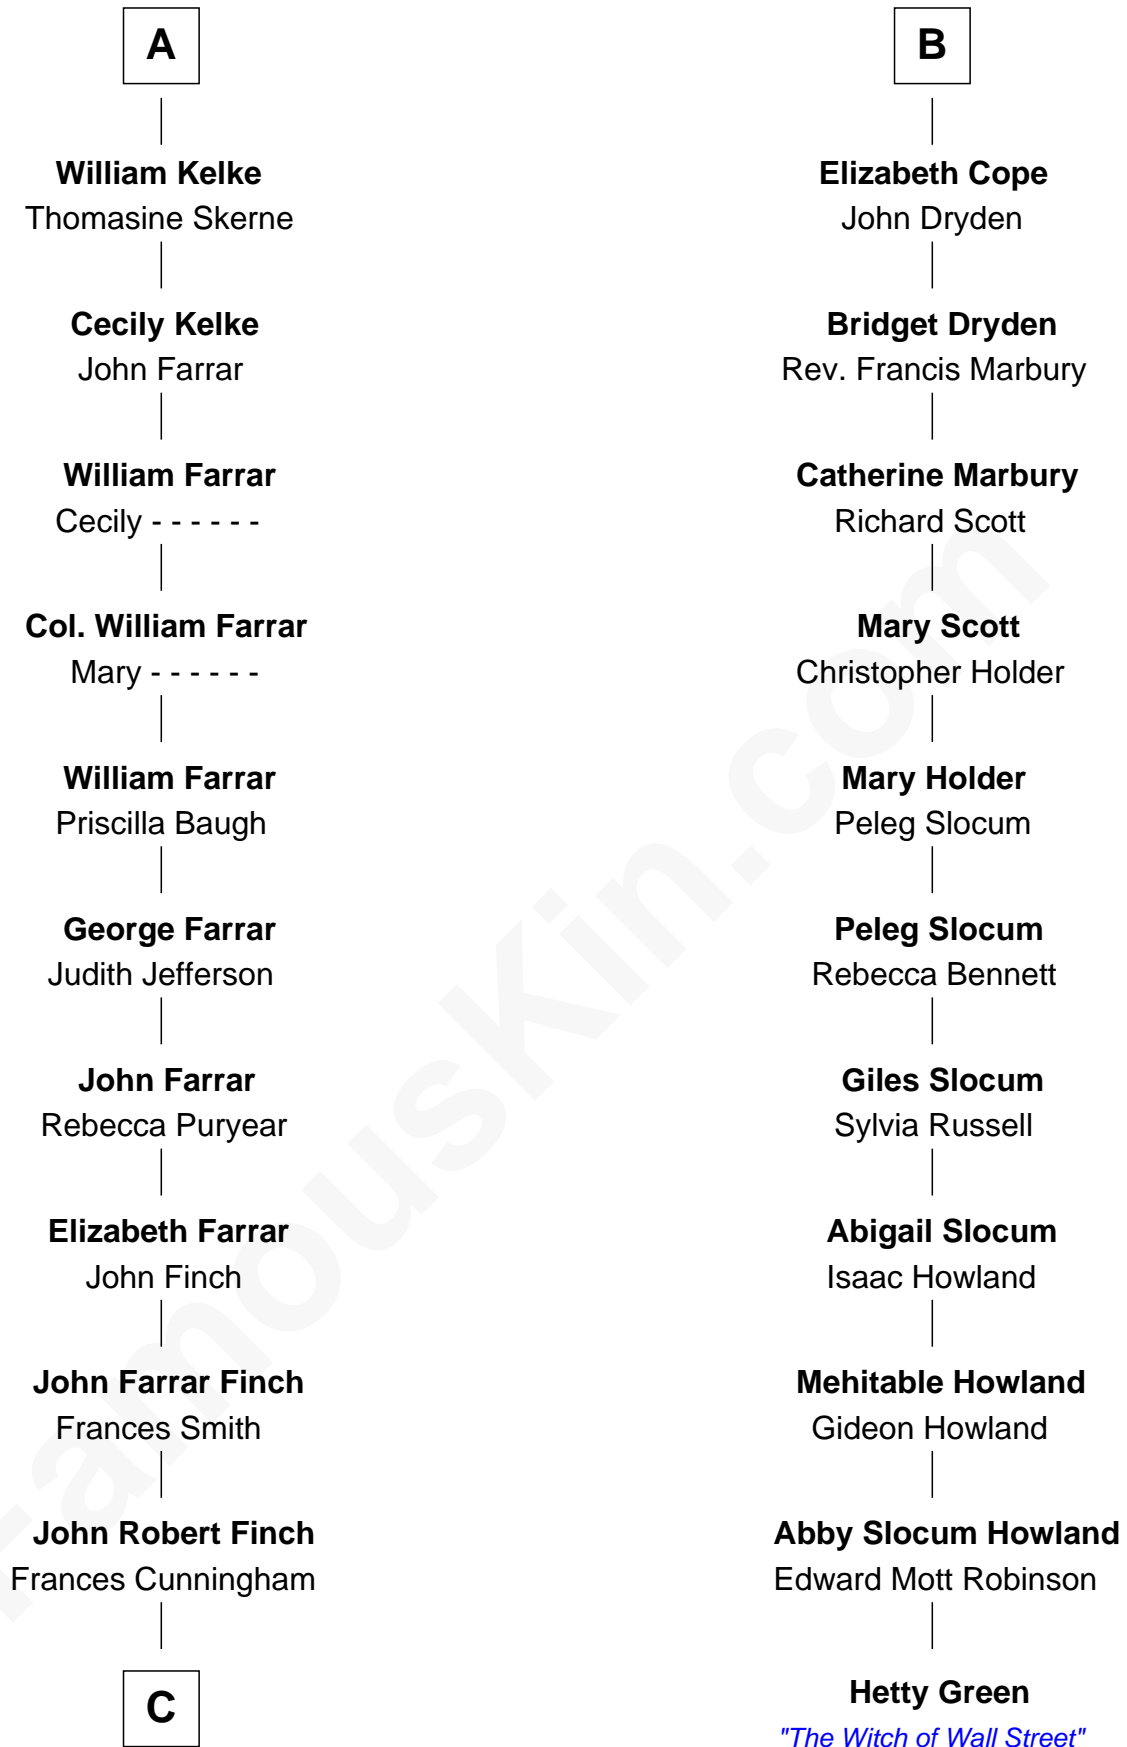 A
William Kelke
Thomasine Skerne
Cecily Kelke
John Farrar
William Farrar
Cecily - - - - - -
Col. William Farrar
Mary - - - - - -
William Farrar
Priscilla Baugh
George Farrar
Judith Jefferson
John Farrar
Rebecca Puryear
Elizabeth Farrar
John Finch
John Farrar Finch
Frances Smith
John Robert Finch
Frances Cunningham
C
B
Elizabeth Cope
John Dryden
Bridget Dryden
Rev. Francis Marbury
Catherine Marbury
Richard Scott
Mary Scott
Christopher Holder
Mary Holder
Peleg Slocum
Peleg Slocum
Rebecca Bennett
Giles Slocum
Sylvia Russell
Abigail Slocum
Isaac Howland
Mehitable Howland
Gideon Howland
Abby Slocum Howland
Edward Mott Robinson
Hetty Green
"The Witch of Wall Street"
FamousKin.com